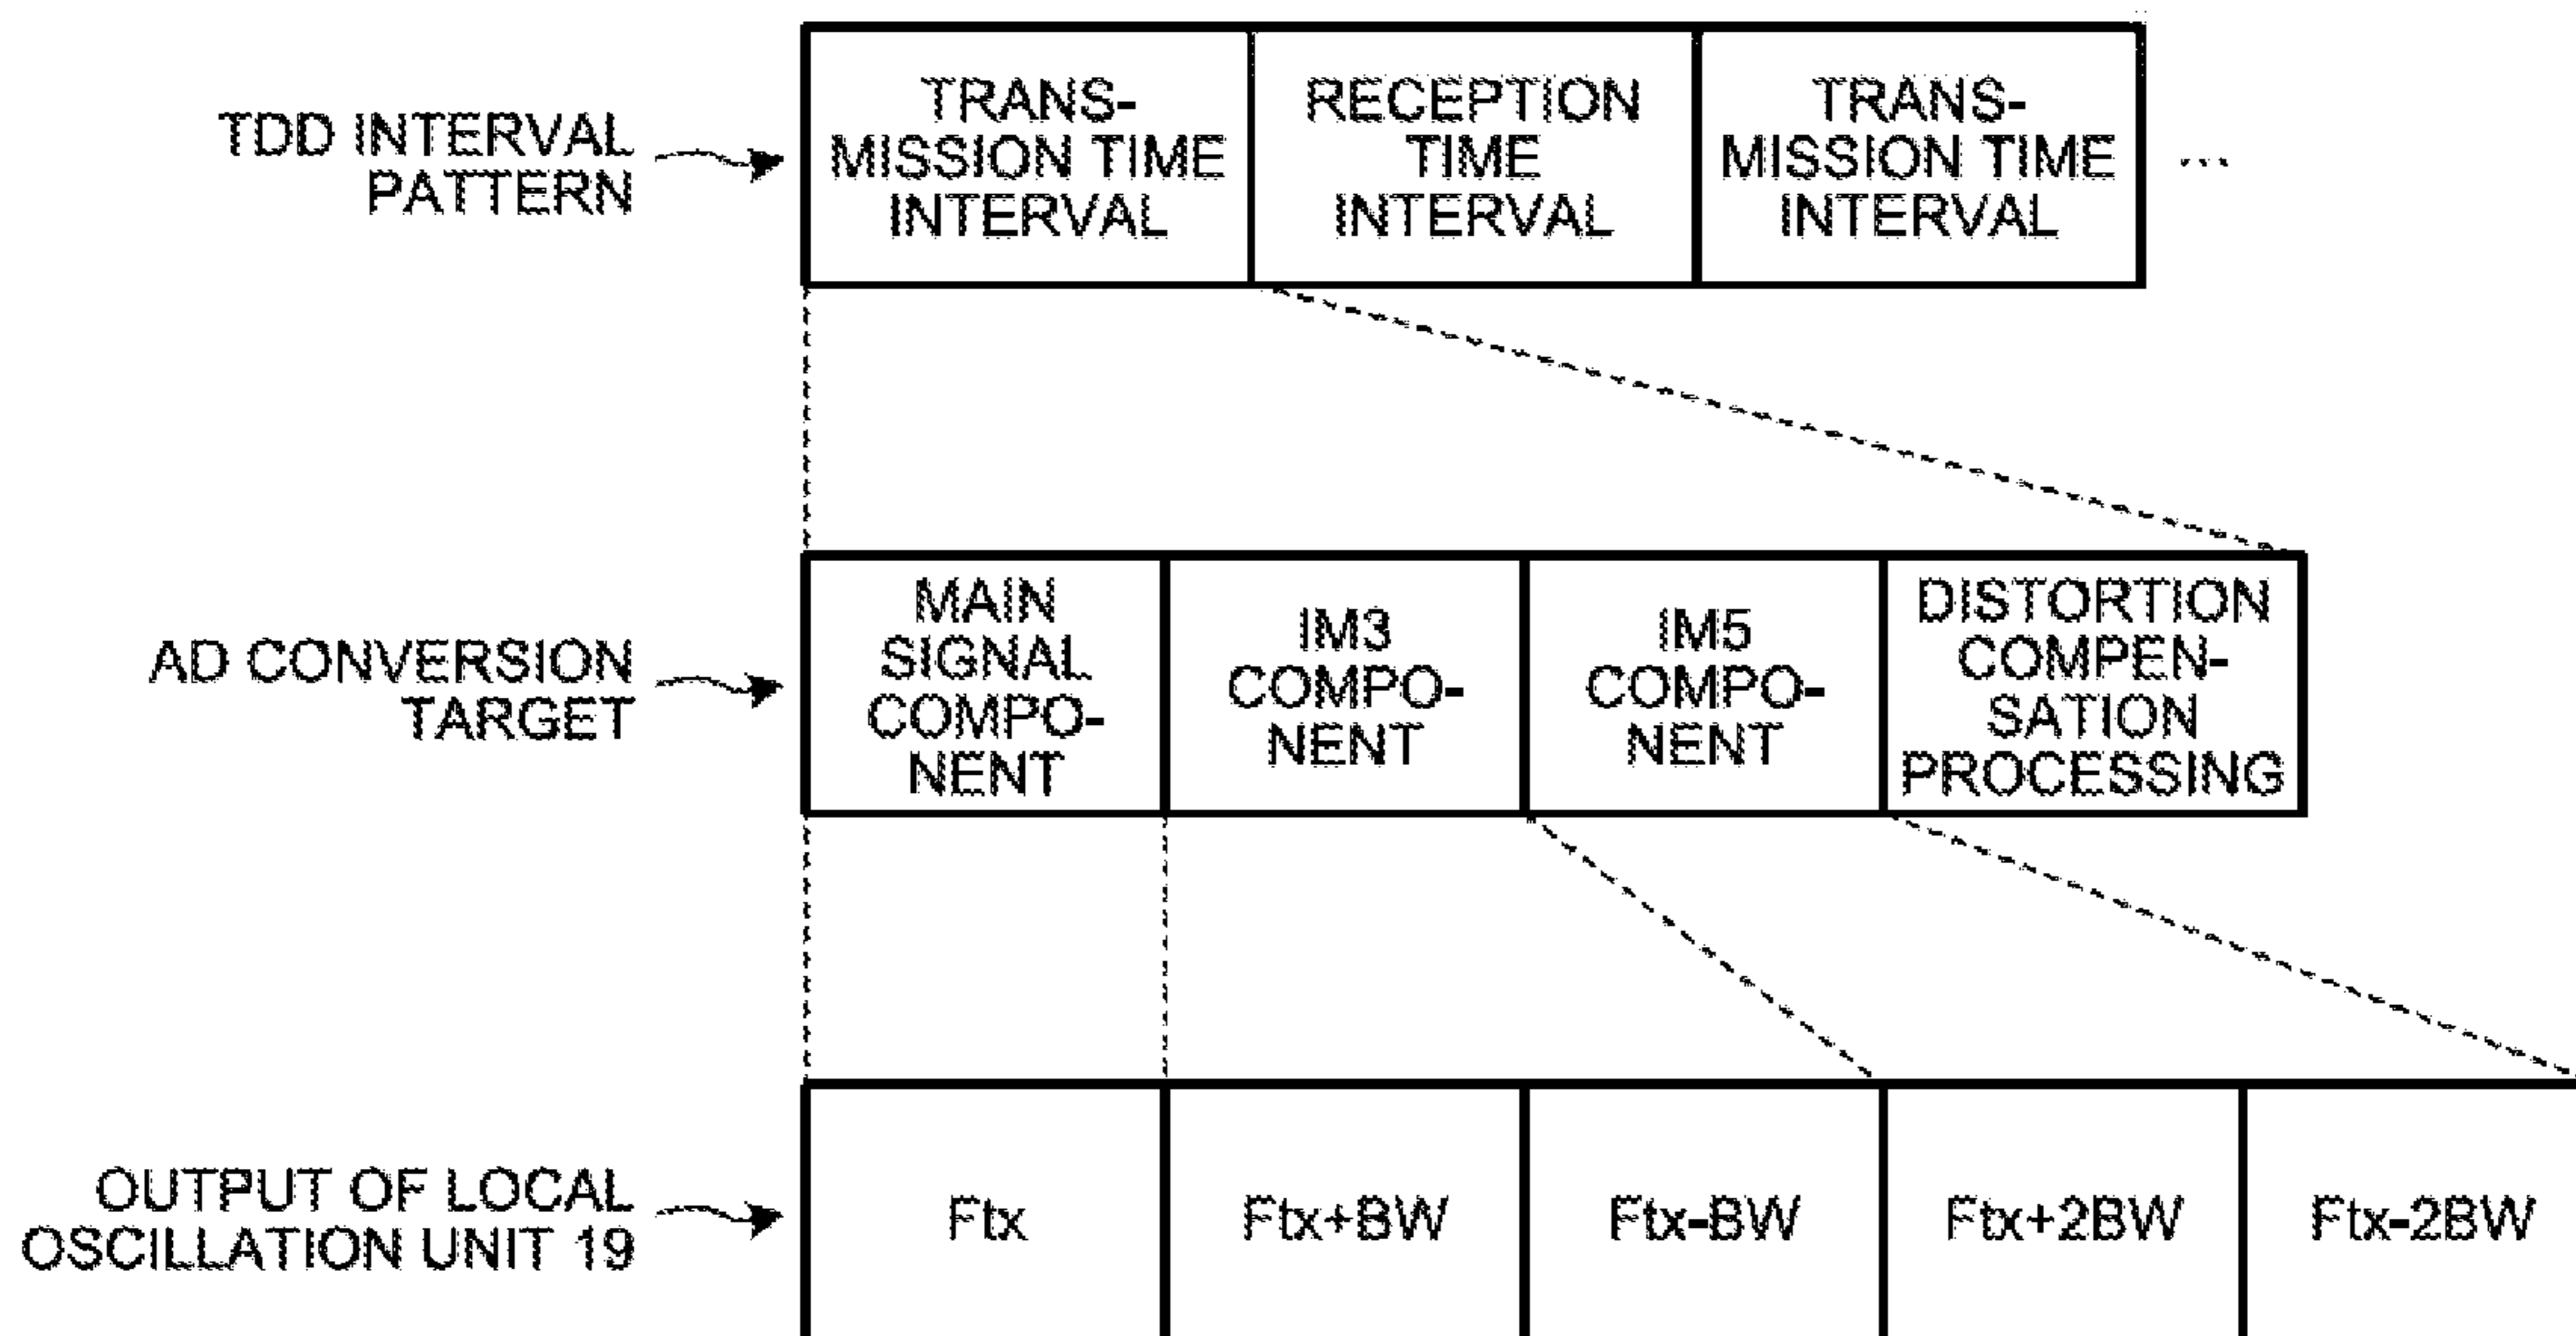 TDD INTERVAL
PATTERN
TRANS-
MISSION TIME
INTERVAL
RECEPTION
TIME
INTERVAL
TRANS-
MISSION TIME
INTERVAL
...
AD CONVERSION
TARGET
MAIN
SIGNAL
COMPO-
NENT
IM3
COMPO-
NENT
IM5
COMPO-
NENT
DISTORTION
COMPEN-
SATION
PROCESSING
OUTPUT OF LOCAL
OSCILLATION UNIT 19
Ftx
Ftx+BW
Ftx-BW
Ftx+2BW
Ftx-2BW